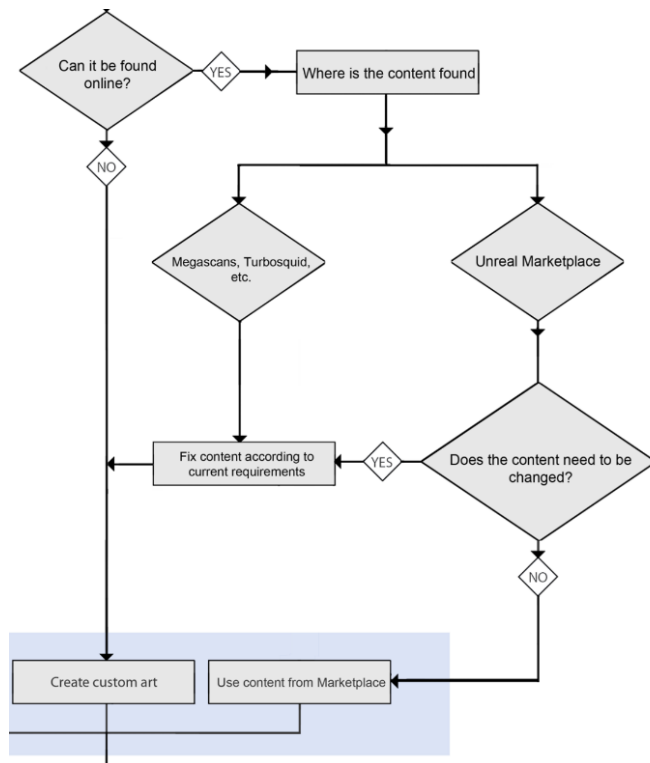 Can it be found
online?
YES
Where is the content found
NO
Megascans, Turbosquid,
etc.
Unreal Marketplace
Fix content according to
current requirements
YES
Does the content need to be
changed?
NO
Create custom art
Use content from Marketplace